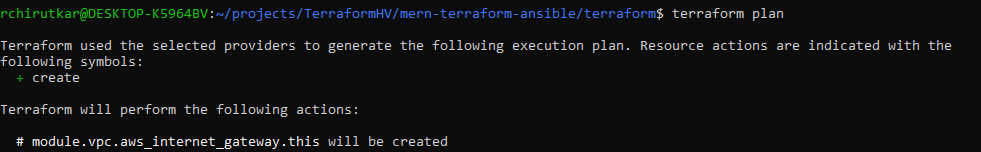 rchirutkar@DESKTOP-K5964BV:~/projects/TerraformHV/mern-terraform-ansible/terraform$ terraform plan
Terraform used the selected providers to generate the following execution plan. Resource actions are indicated with the
following symbols:
+ create
Terraform will perform the following actions:
# module.vpc.aws_internet_gateway.this will be created